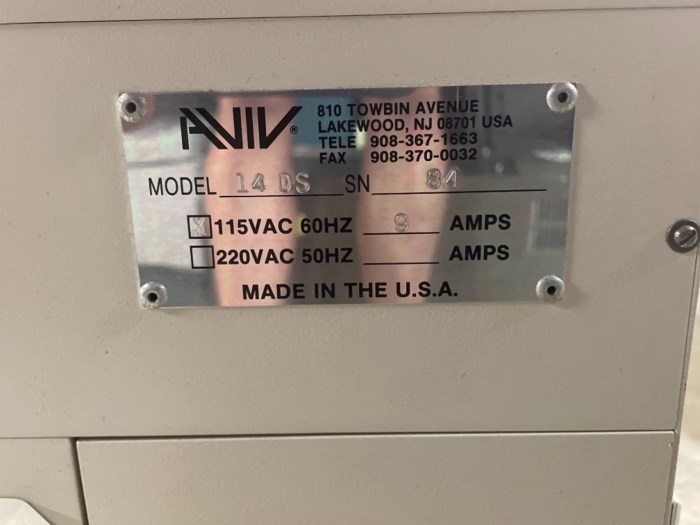 AVIV®
810 TOWBIN AVENUE
LAKEWOOD, NJ 08701 USA
TELE 908-367-1663
FAX 908-370-0032
MODEL 14 DS SN 84
X 115VAC 60HZ 9 AMPS
220VAC 50HZ AMPS
MADE IN THE U.S.A.